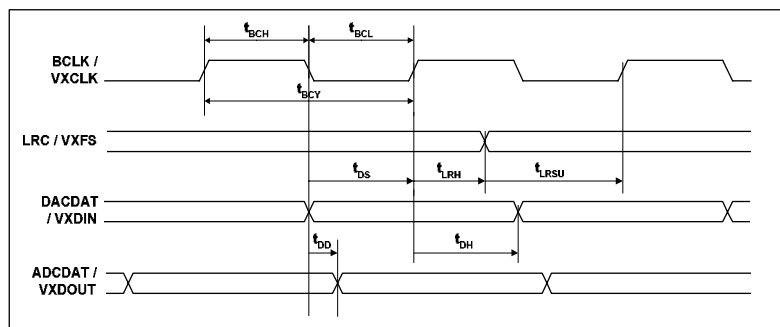 tBCH
tBCL
BCLK /
VXCLK
tBCY
LRC / VXFS
tDS
tLRH
tLRSU
DACDAT
/ VXDIN
tDD
tDH
ADCDAT /
VXDOUT